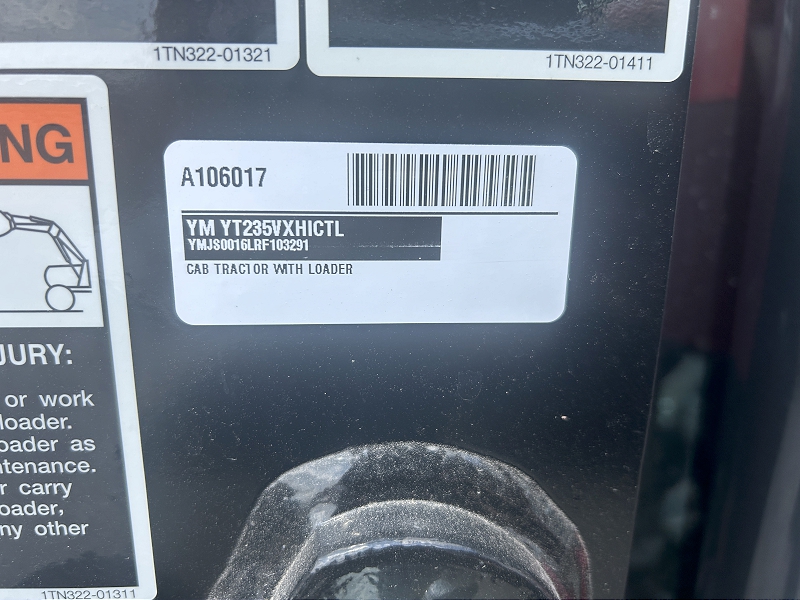 1TN322-01321
1TN322-01411
NG
A106017
YM YT235VXHICTL
YMJS0016LRF103291
CAB TRACTOR WITH LOADER
JURY:
or work
loader.
oader as
ntenance.
r carry
oader,
ny other
1TN322-01311